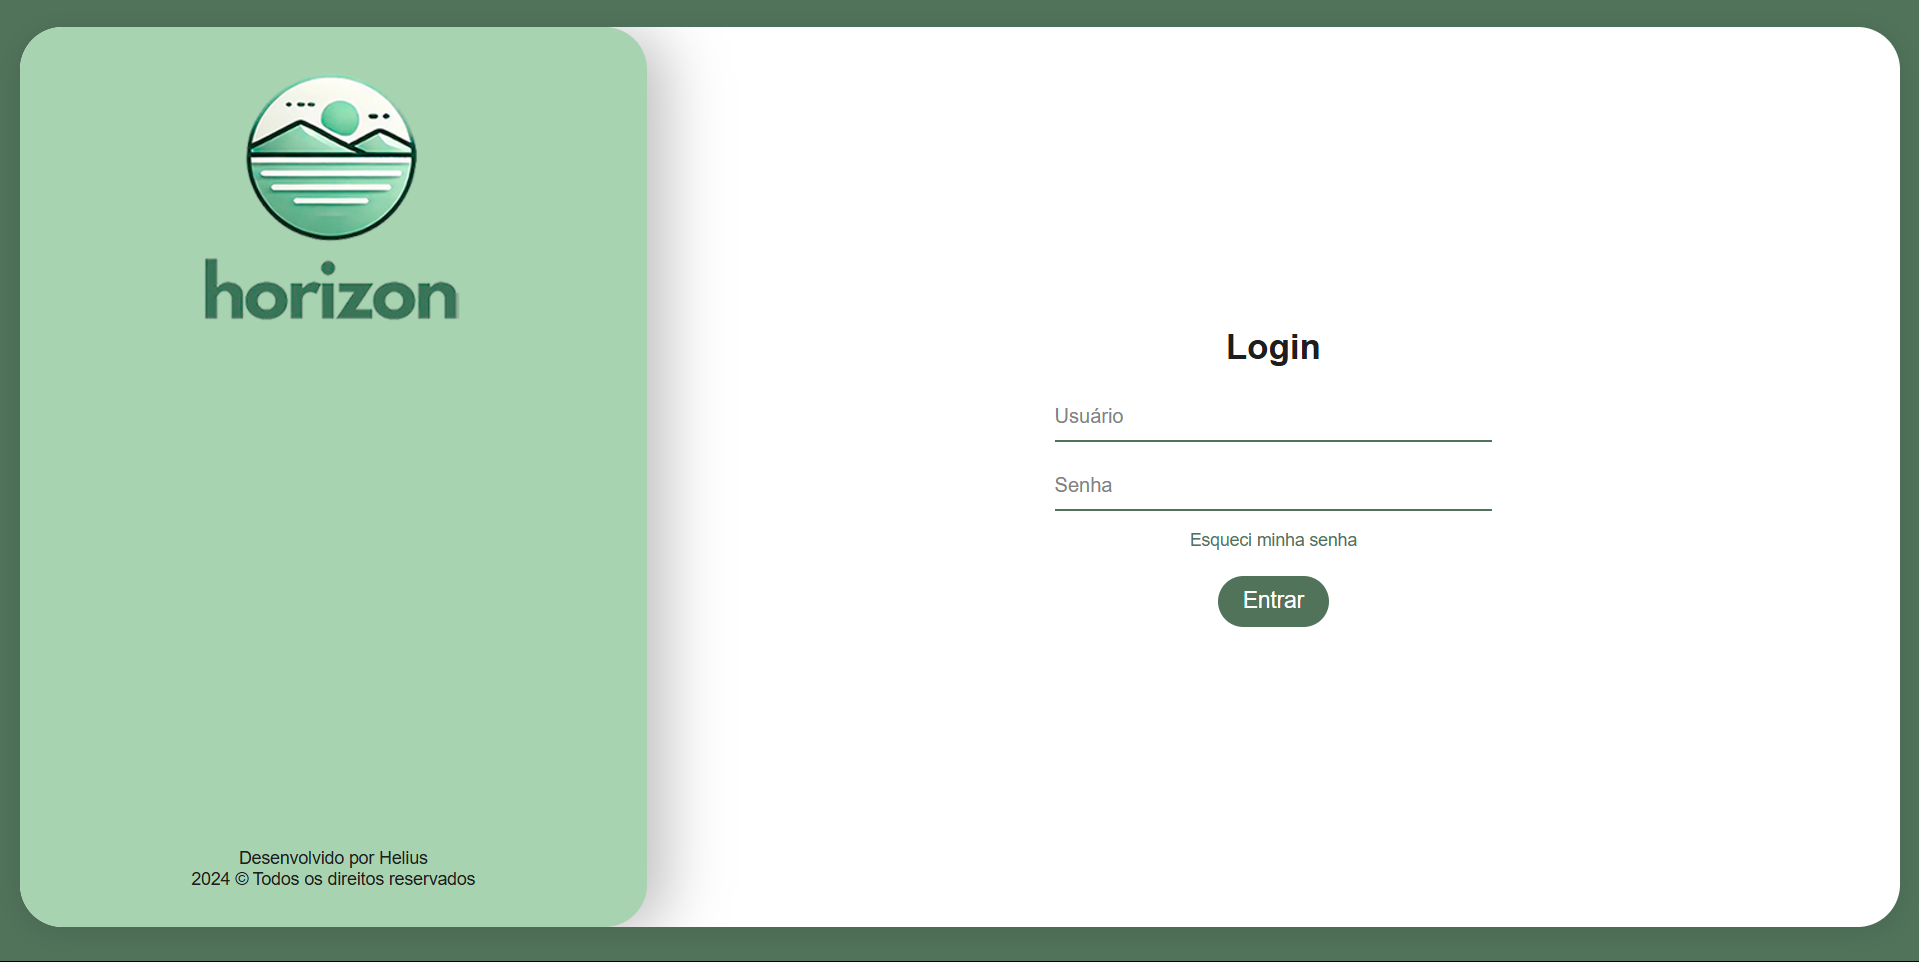 horizon
Login
Usuário
Senha
Esqueci minha senha
Entrar
Desenvolvido por Helius
2024 © Todos os direitos reservados